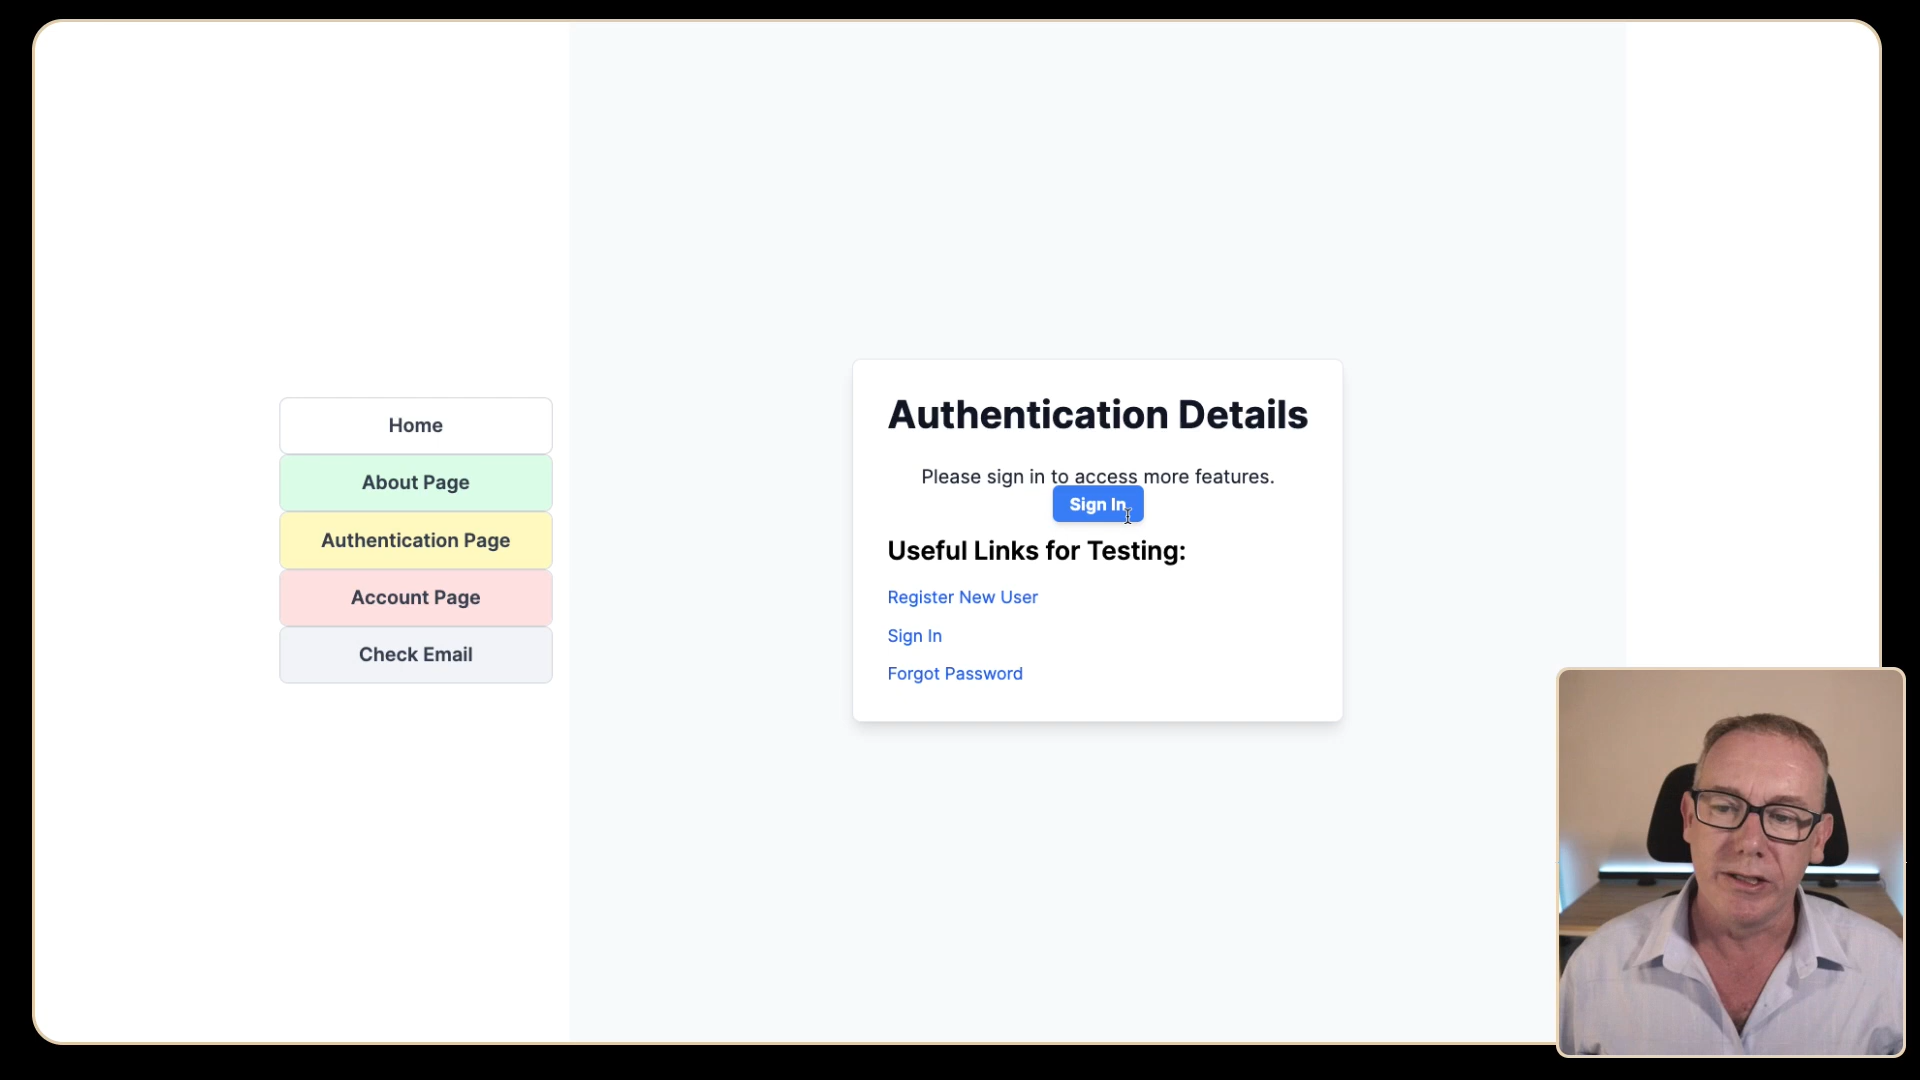 Home
About Page
Authentication Page
Account Page
Check Email
Authentication Details
Please sign in to access more features.
Sign In
Useful Links for Testing:
Register New User
Sign In
Forgot Password